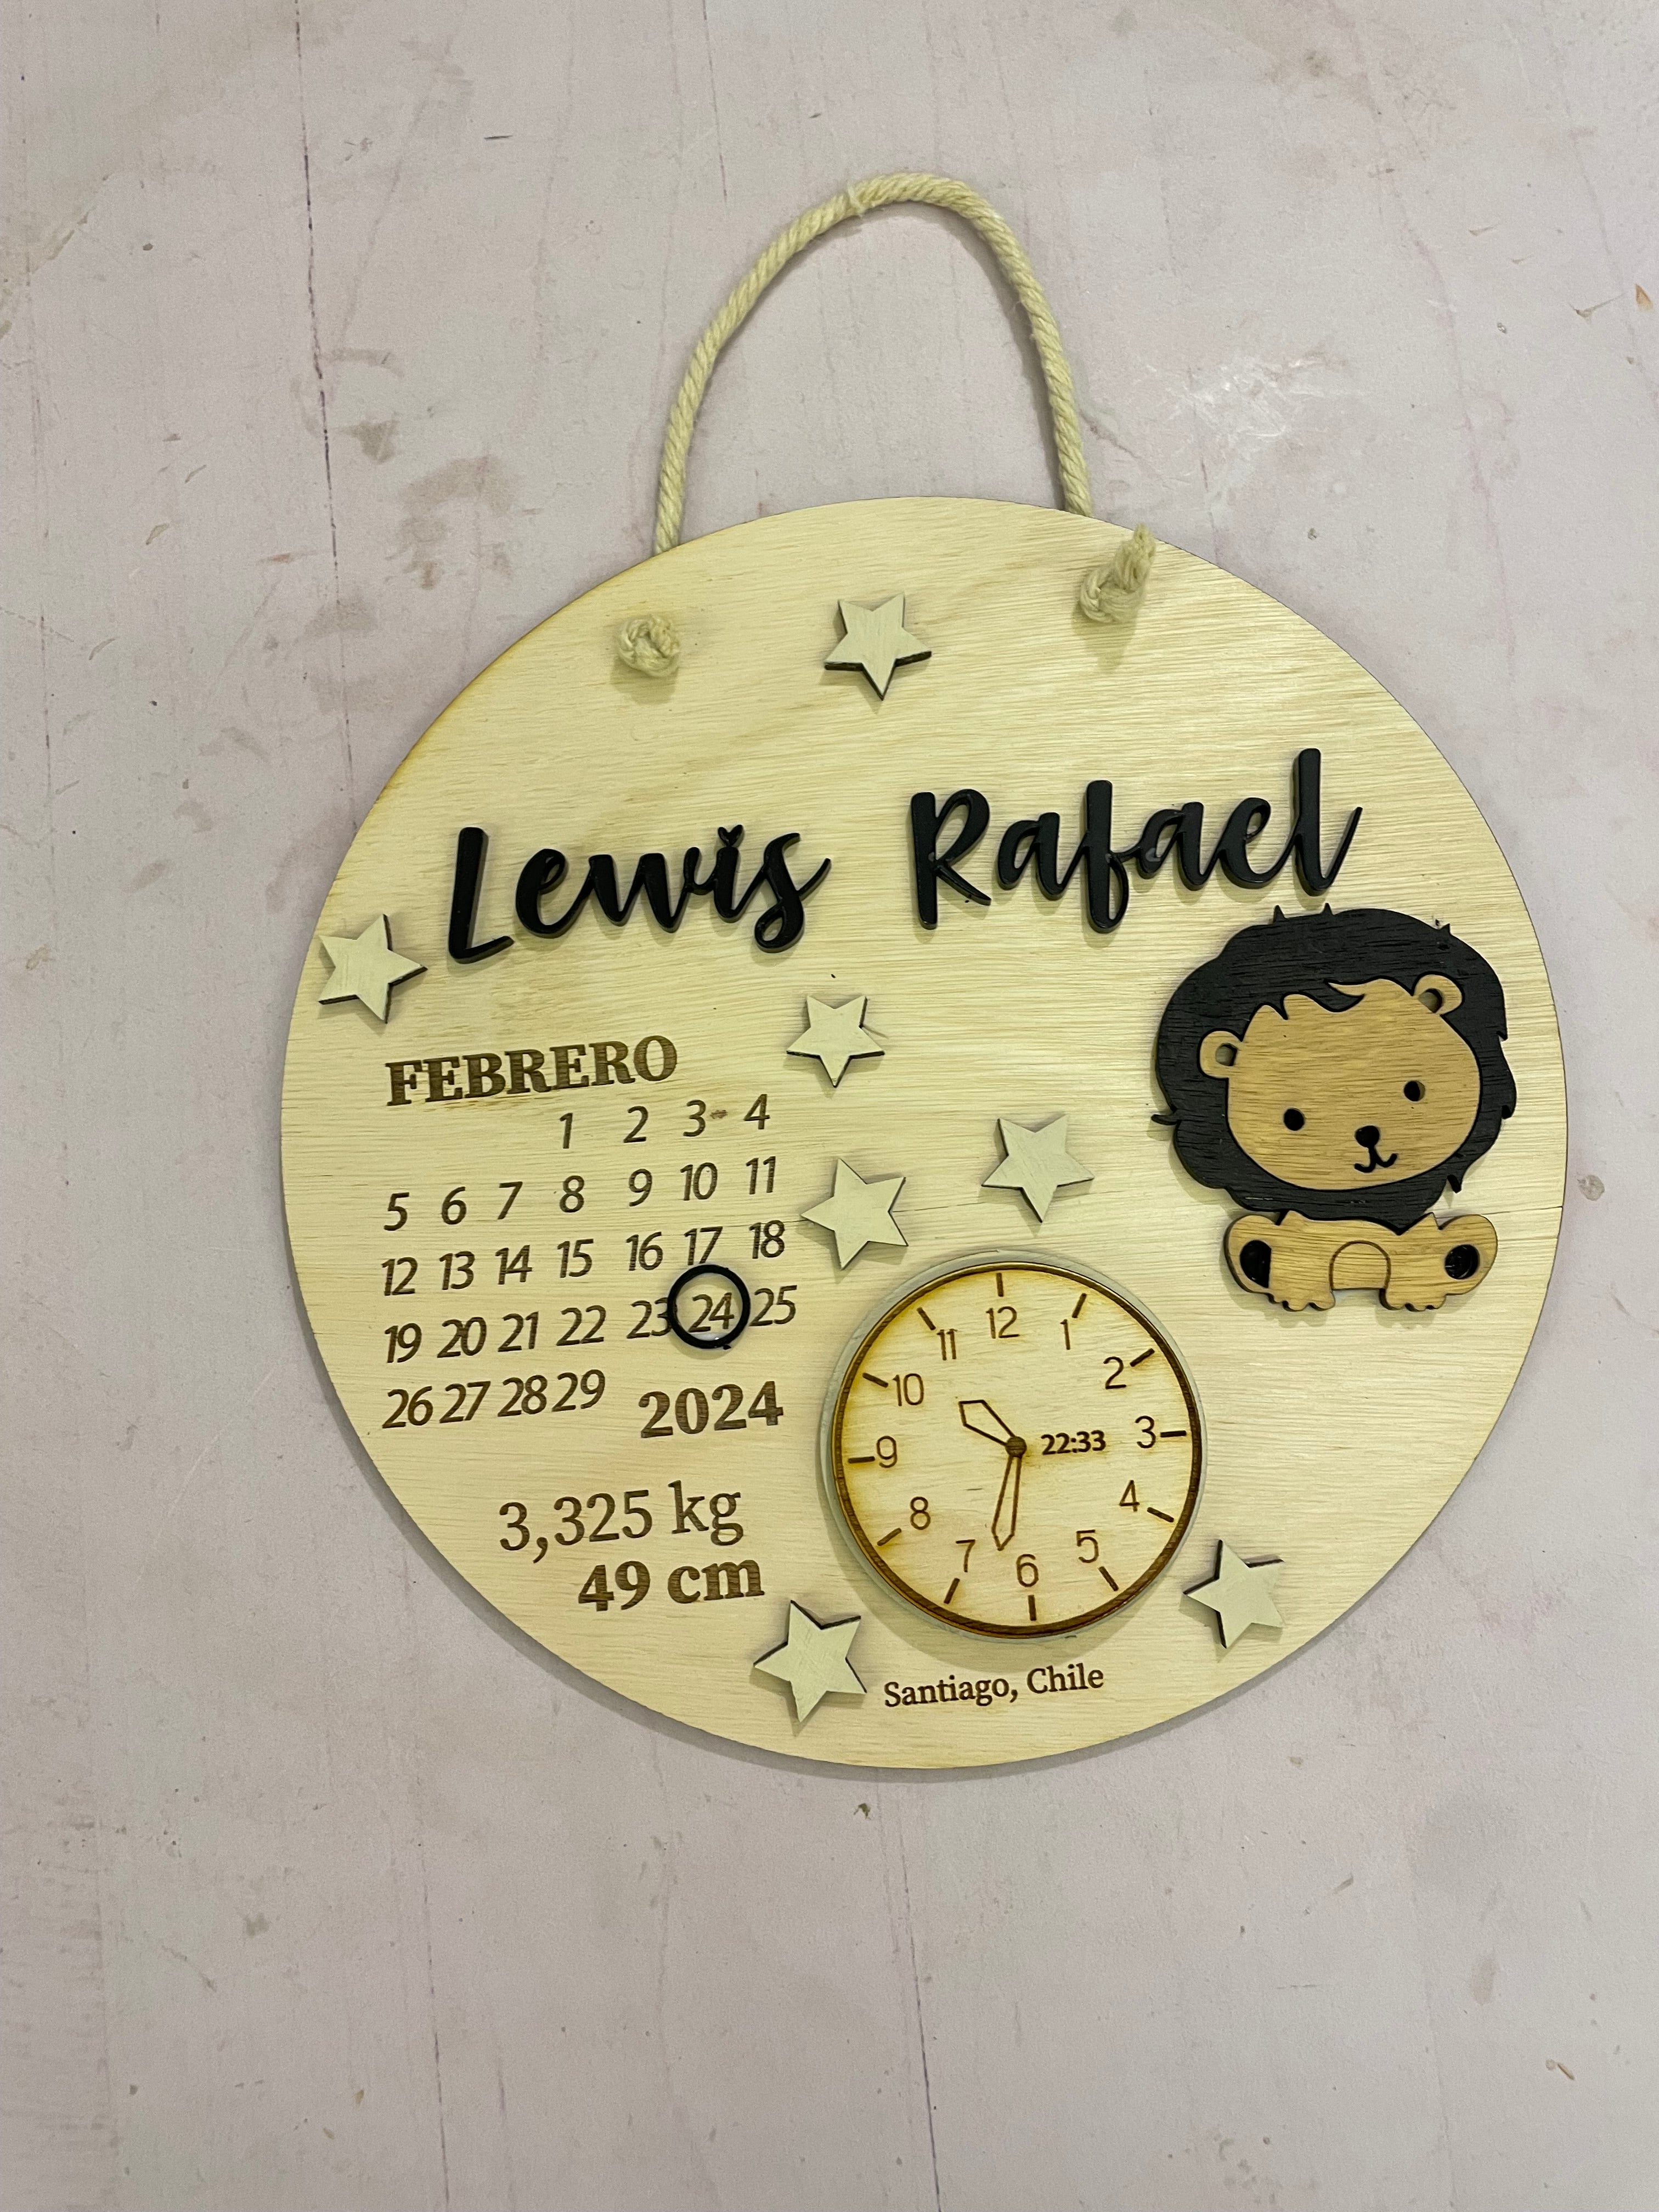 Lewis Rafael
FEBRERO
1 2 3 4
5 6 7 8 9 10 11
12 13 14 15 16 17 18
19 20 21 22 23 24 25
26 27 28 29
2024
3,325 kg
49 cm
12
1
2
3
4
5
6
7
8
9
10
11
22:33
Santiago, Chile